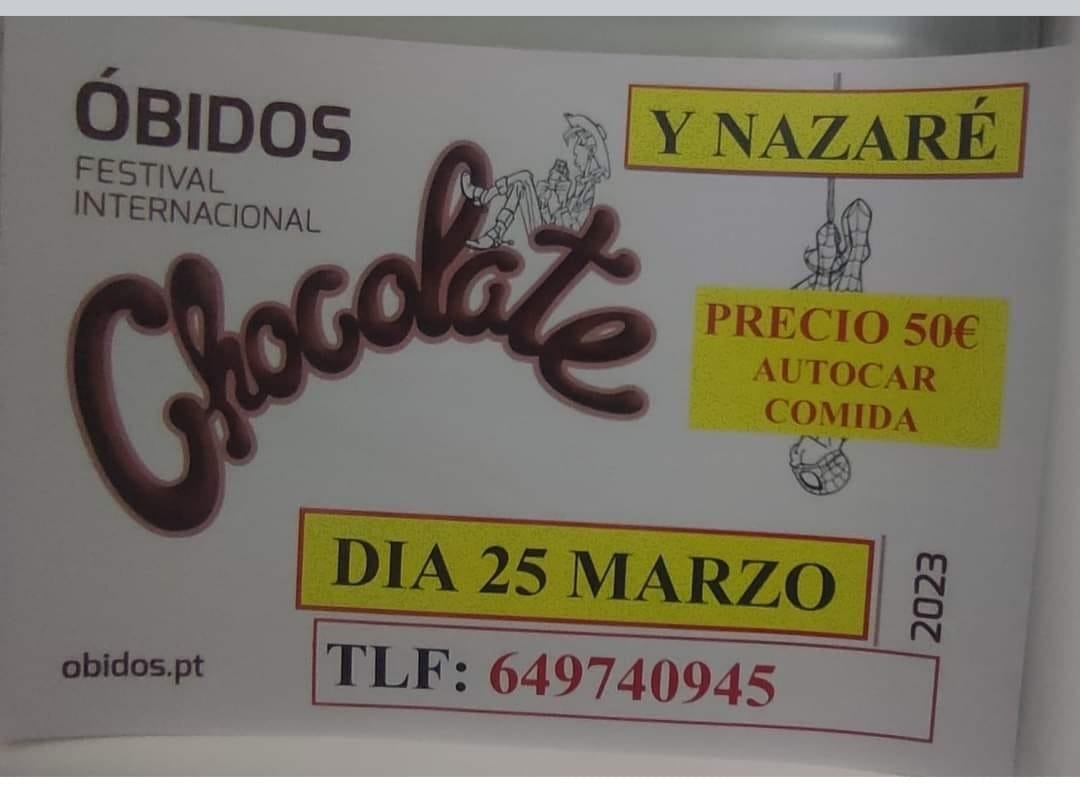 ÓBIDOS
FESTIVAL
INTERNACIONAL
Chocolate
Y NAZARÉ
PRECIO 50€
AUTOCAR
COMIDA
DIA 25 MARZO
2023
TLF: 649740945
obidos.pt